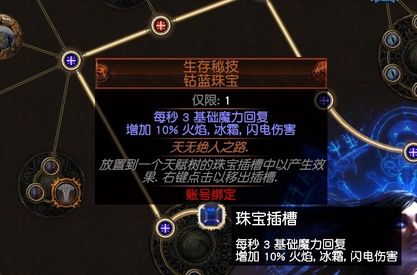 生存秘技
钴蓝珠宝
仅限: 1
每秒 3 基础魔力回复
增加 10% 火焰, 冰霜, 闪电伤害
天无绝人之路.
放置到一个天赋树的珠宝插槽中以产生效
果. 右键点击以移出插槽.
账号绑定
珠宝插槽
每秒 3 基础魔力回复
增加 10% 火焰, 冰霜, 闪电伤害